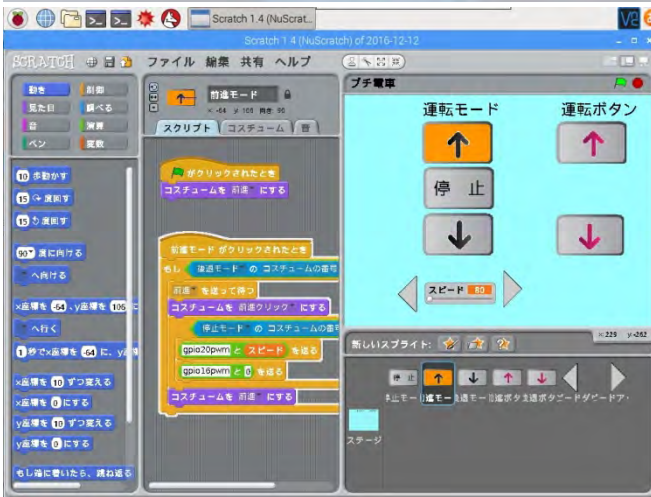 Scratch 1.4 (NuScrat...
Scratch 1.4 (NuScratch) of 2016-12-12
SCRATCH
ファイル 編集 共有 ヘルプ
動き 制御
見た目 調べる
音 演算
ペン 変数
10 歩動かす
15 度回す
15 度回す
90 度に向ける
へ向ける
x座標を -64 、y座標を 106 に
へ行く
1 秒でx座標を -64 に、y座
x座標を 10 ずつ変える
x座標を 0 にする
y座標を 10 ずつ変える
y座標を 0 にする
もし端に着いたら、跳ね返る
前進モード
スクリプト コスチューム 音
がクリックされたとき
コスチュームを 前進 にする
前進モード がクリックされたとき
もし 後退モード の コスチュームの番号
前進 を送って待つ
コスチュームを 前進クリック にする
停止モード の コスチュームの番
gpio20pwm と スピード を送る
gpio16pwm と 0 を送る
コスチュームを 前進 にする
プチ電車
運転モード 運転ボタン
停 止
スピード 80
新しいスプライト:
x:229 y:-262
停 止
ステージ